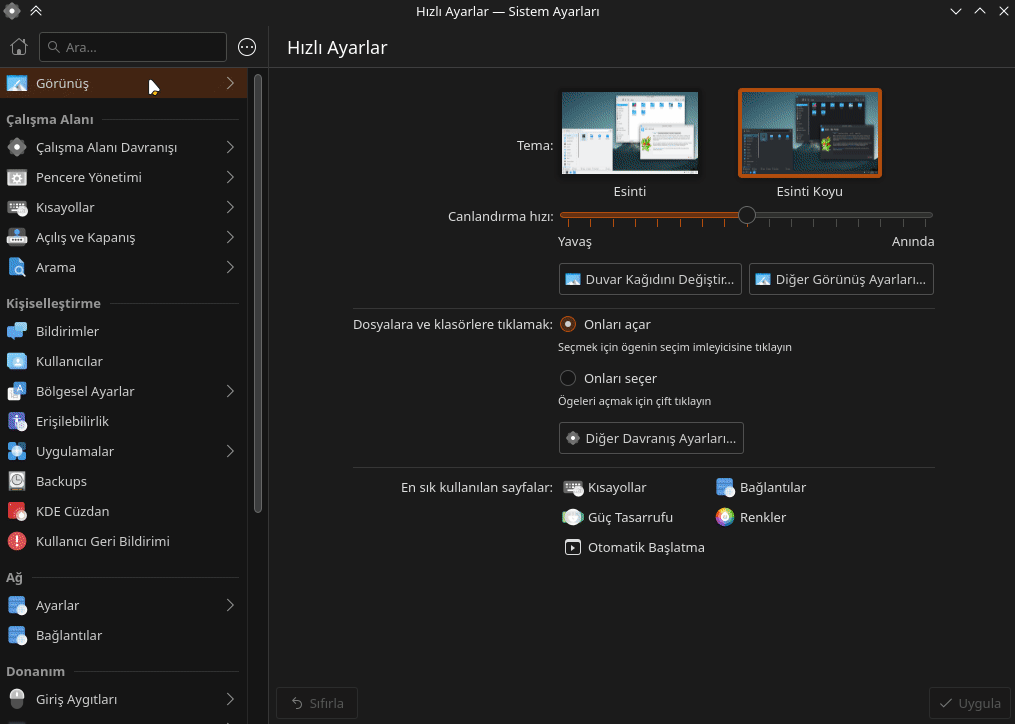 Hızlı Ayarlar — Sistem Ayarları
Ara...
Hızlı Ayarlar
Görünüş
Çalışma Alanı
Çalışma Alanı Davranışı
Pencere Yönetimi
Kısayollar
Açılış ve Kapanış
Arama
Kişiselleştirme
Bildirimler
Kullanıcılar
Bölgesel Ayarlar
Erişilebilirlik
Uygulamalar
Backups
KDE Cüzdan
Kullanıcı Geri Bildirimi
Ağ
Ayarlar
Bağlantılar
Donanım
Giriş Aygıtları
Tema:
Esinti
Esinti Koyu
Canlandırma hızı:
Yavaş
Anında
Duvar Kağıdını Değiştir...
Diğer Görünüş Ayarları...
Dosyalara ve klasörlere tıklamak:
Onları açar
Seçmek için ögenin seçim imleyicisine tıklayın
Onları seçer
Ögeleri açmak için çift tıklayın
Diğer Davranış Ayarları...
En sık kullanılan sayfalar:
Kısayollar
Bağlantılar
Güç Tasarrufu
Renkler
Otomatik Başlatma
Sıfırla
Uygula